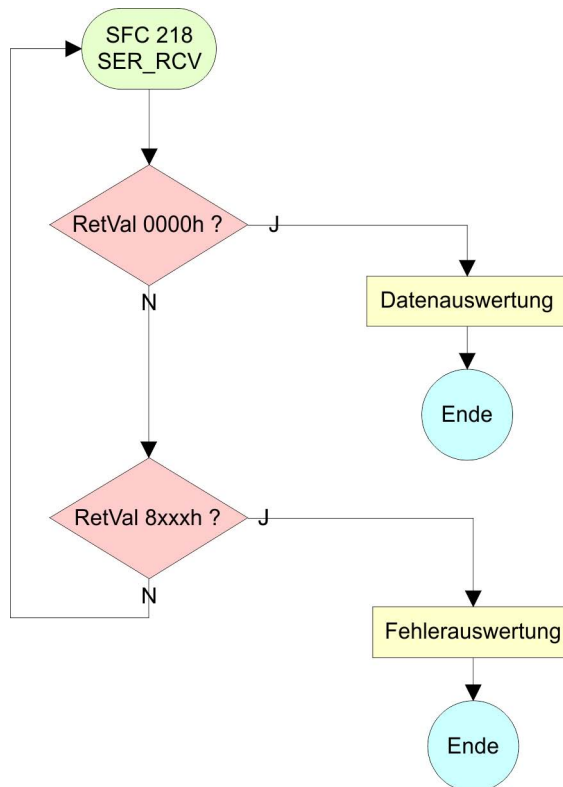 SFC 218
SER_RCV
RetVal 0000h ?
J
N
Datenauswertung
Ende
RetVal 8xxxh ?
J
N
Fehlerauswertung
Ende